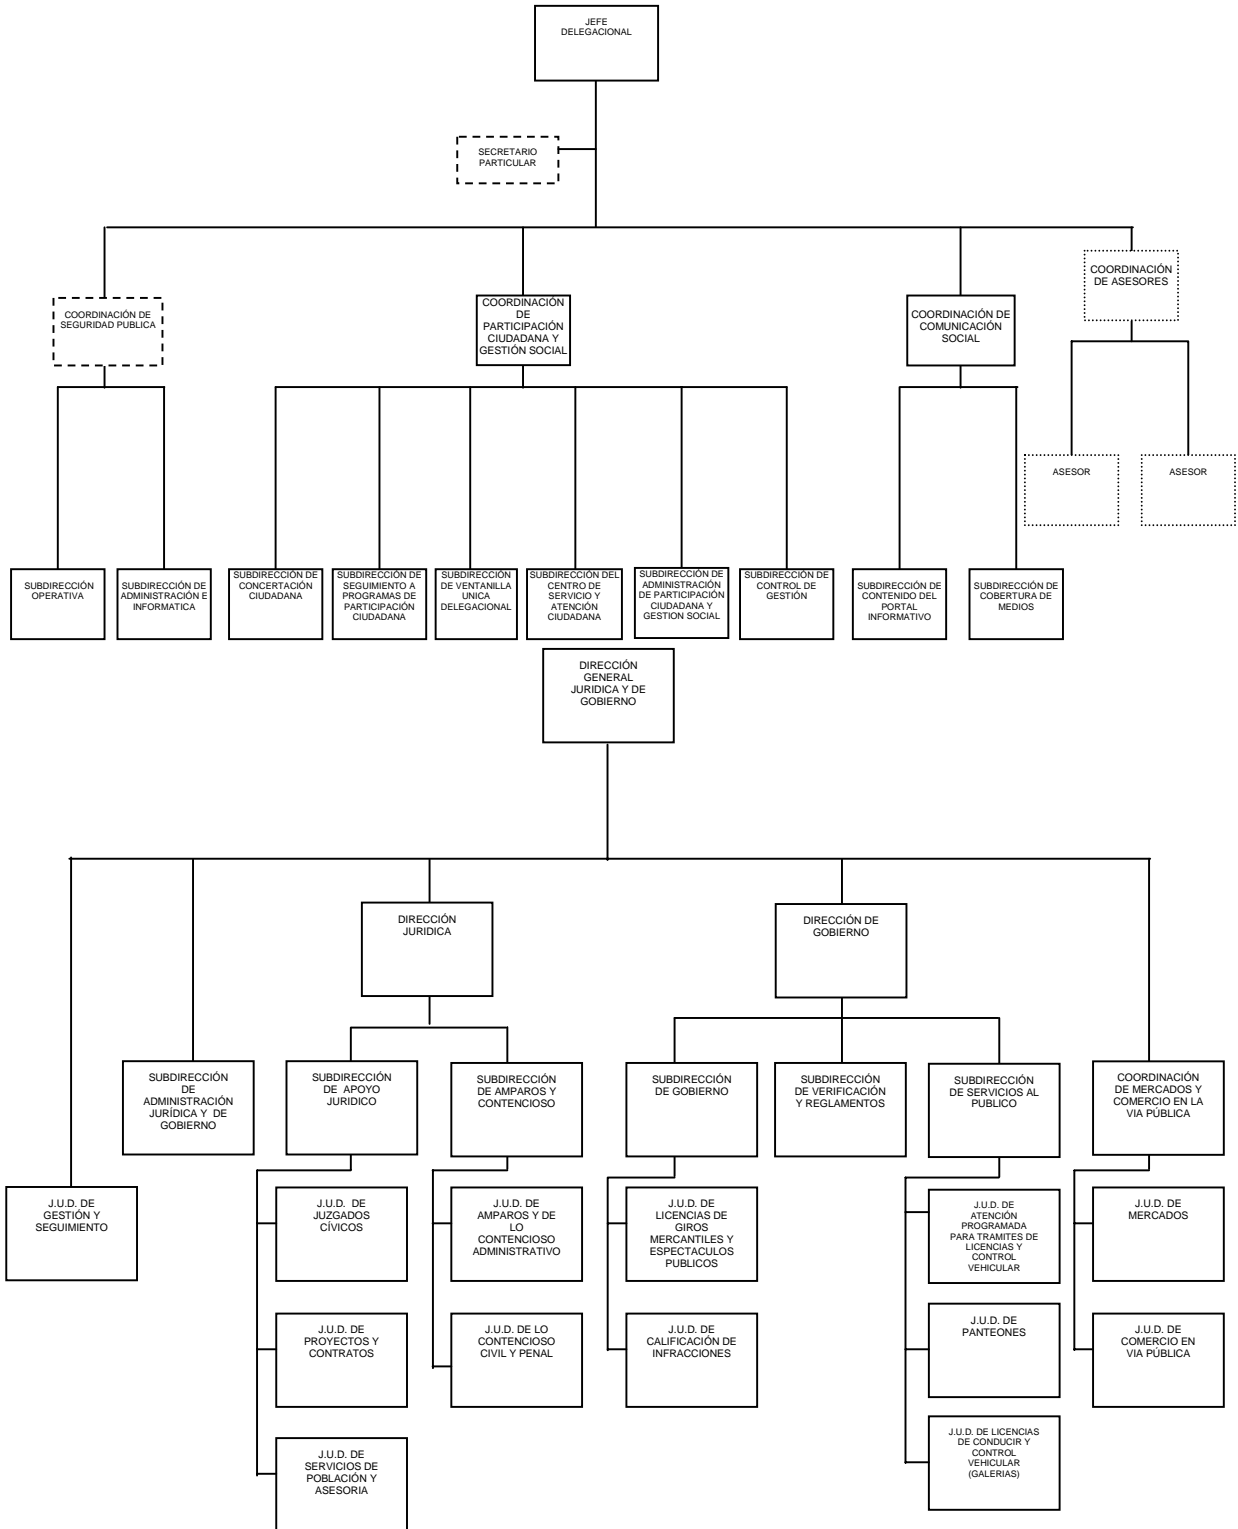 JEFE
DELEGACIONAL
SECRETARIO
PARTICULAR
COORDINACIÓN DE
SEGURIDAD PUBLICA
COORDINACIÓN
DE
PARTICIPACIÓN
CIUDADANA Y
GESTIÓN SOCIAL
COORDINACIÓN DE
COMUNICACIÓN
SOCIAL
COORDINACIÓN
DE ASESORES
ASESOR
ASESOR
SUBDIRECCIÓN
OPERATIVA
SUBDIRECCIÓN DE
ADMINISTRACIÓN E
INFORMATICA
SUBDIRECCIÓN DE
CONCERTACIÓN
CIUDADANA
SUBDIRECCIÓN DE
SEGUIMIENTO A
PROGRAMAS DE
PARTICIPACIÓN
CIUDADANA
SUBDIRECCIÓN
DE VENTANILLA
UNICA
DELEGACIONAL
SUBDIRECCIÓN DEL
CENTRO DE
SERVICIO Y
ATENCIÓN
CIUDADANA
SUBDIRECCIÓN DE
ADMINISTRACIÓN
DE PARTICIPACIÓN
CIUDADANA Y
GESTION SOCIAL
SUBDIRECCIÓN DE
CONTROL DE
GESTIÓN
SUBDIRECCIÓN DE
CONTENIDO DEL
PORTAL
INFORMATIVO
SUBDIRECCIÓN DE
COBERTURA DE
MEDIOS
DIRECCIÓN
GENERAL
JURIDICA Y DE
GOBIERNO
DIRECCIÓN
JURIDICA
DIRECCIÓN DE
GOBIERNO
SUBDIRECCIÓN
DE
ADMINISTRACIÓN
JURÍDICA Y DE
GOBIERNO
SUBDIRECCIÓN
DE APOYO
JURIDICO
SUBDIRECCIÓN
DE AMPAROS Y
CONTENCIOSO
SUBDIRECCIÓN
DE GOBIERNO
SUBDIRECCIÓN
DE VERIFICACIÓN
Y REGLAMENTOS
SUBDIRECCIÓN
DE SERVICIOS AL
PUBLICO
COORDINACIÓN
DE MERCADOS Y
COMERCIO EN LA
VIA PÚBLICA
J.U.D. DE
GESTIÓN Y
SEGUIMIENTO
J.U.D. DE
JUZGADOS
CÍVICOS
J.U.D. DE
AMPAROS Y DE
LO
CONTENCIOSO
ADMINISTRATIVO
J.U.D. DE
LICENCIAS DE
GIROS
MERCANTILES Y
ESPECTACULOS
PUBLICOS
J.U.D. DE
ATENCIÓN
PROGRAMADA
PARA TRAMITES DE
LICENCIAS Y
CONTROL
VEHICULAR
J.U.D. DE
MERCADOS
J.U.D. DE
PROYECTOS Y
CONTRATOS
J.U.D. DE LO
CONTENCIOSO
CIVIL Y PENAL
J.U.D. DE
CALIFICACIÓN DE
INFRACCIONES
J.U.D. DE
PANTEONES
J.U.D. DE
COMERCIO EN
VIA PÚBLICA
J.U.D. DE
SERVICIOS DE
POBLACIÓN Y
ASESORIA
J.U.D. DE LICENCIAS
DE CONDUCIR Y
CONTROL
VEHICULAR
(GALERIAS)